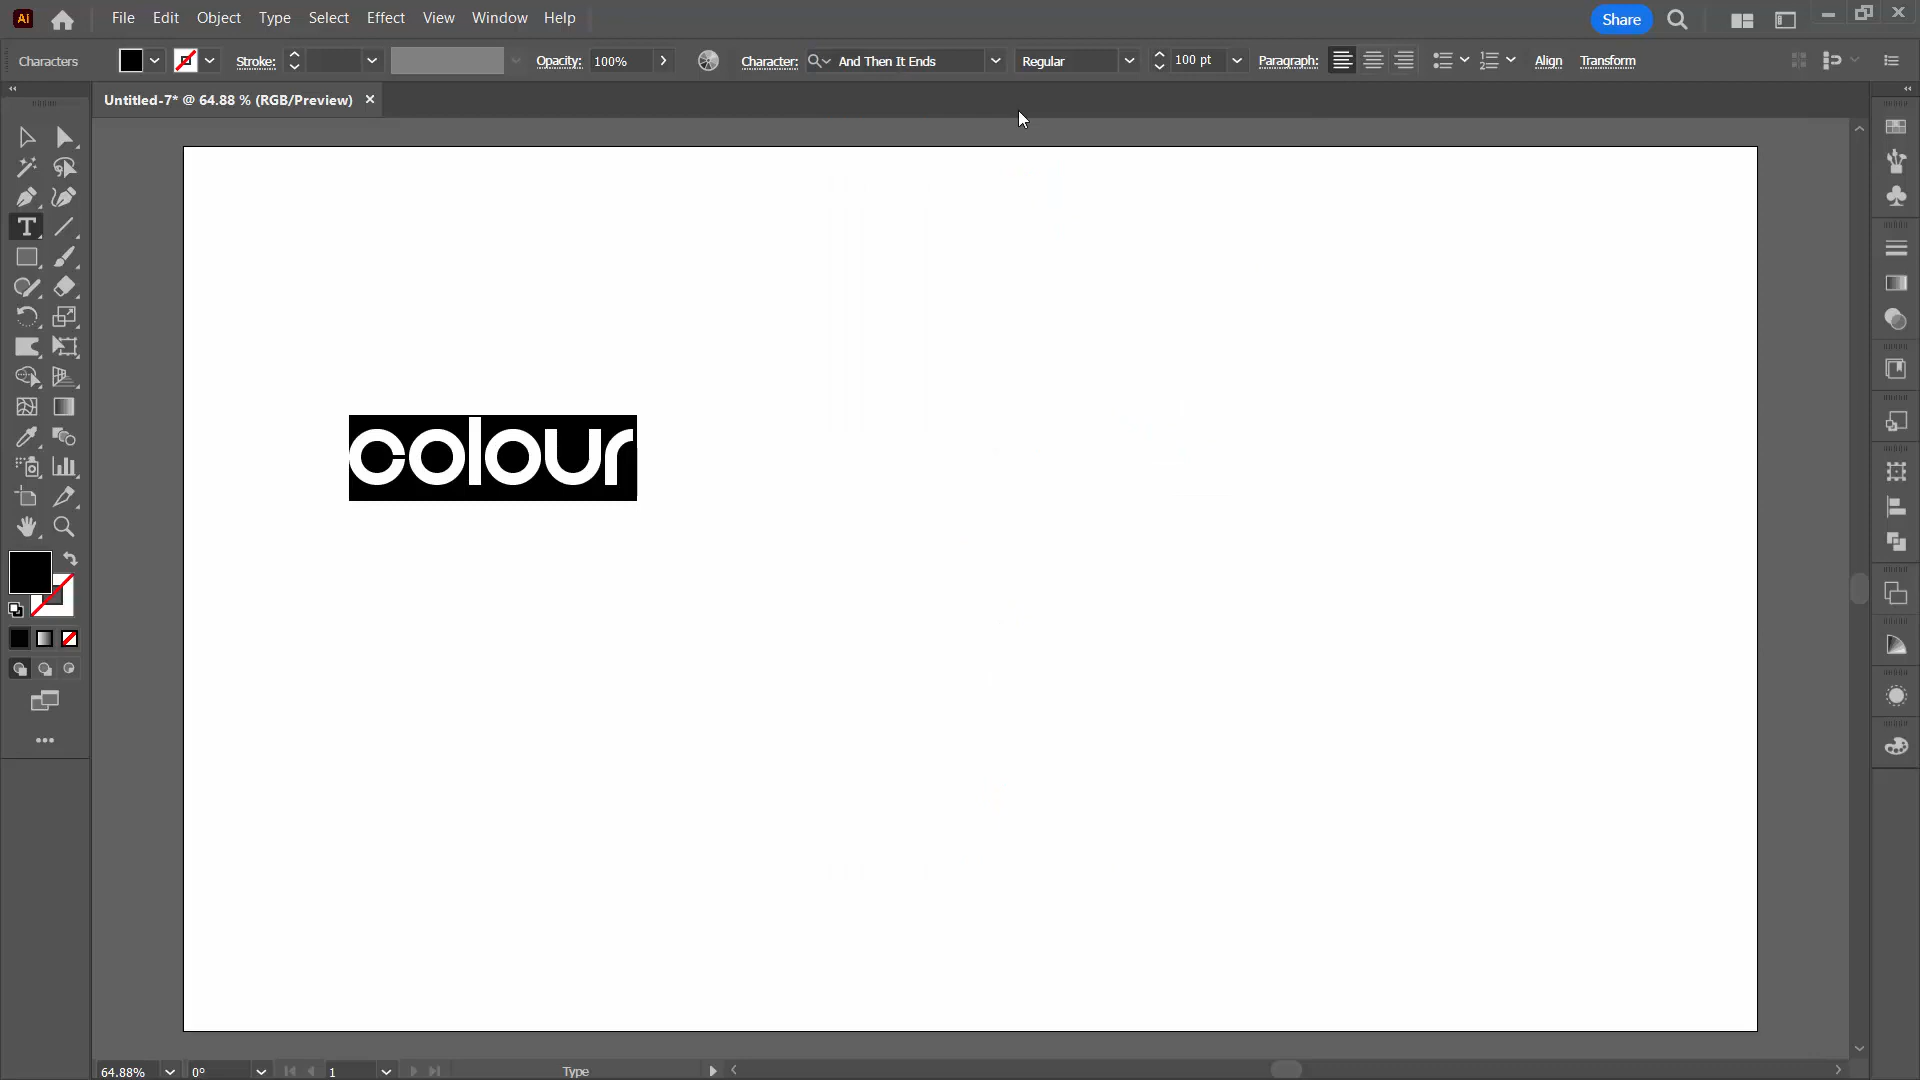 Ai File Edit Object Type Select Effect View Window Help Share
Characters Stroke: Opacity: 100% Character: And Then It Ends Regular 100 pt Paragraph: Align Transform
Untitled-7* @ 64.88 % (RGB/Preview) ×
colour
64.88% 0° 1 Type